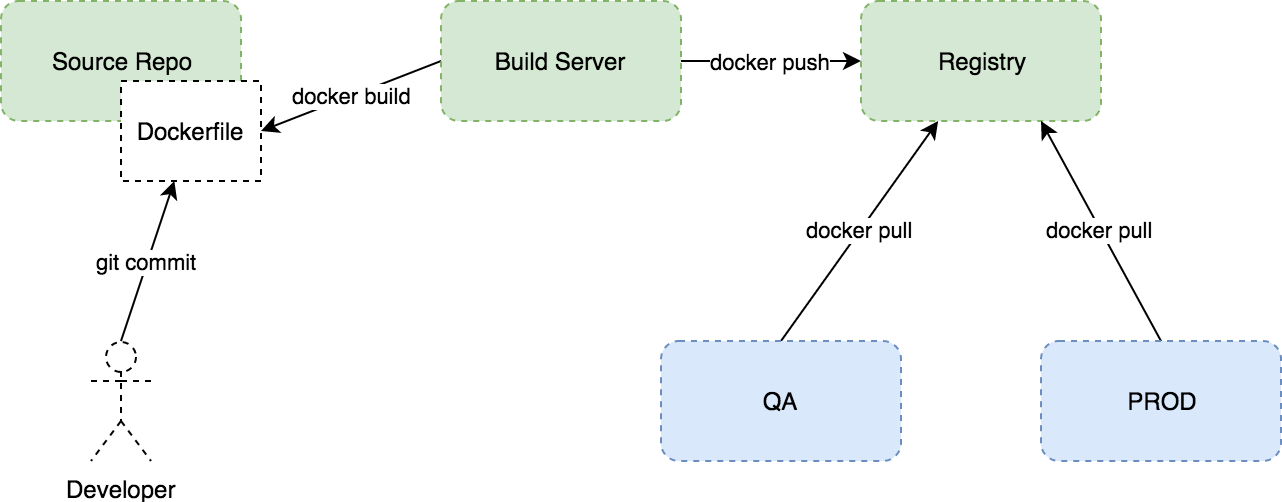 Source Repo
Build Server
docker push
Registry
docker build
Dockerfile
docker pull
docker pull
git commit
QA
PROD
Developer